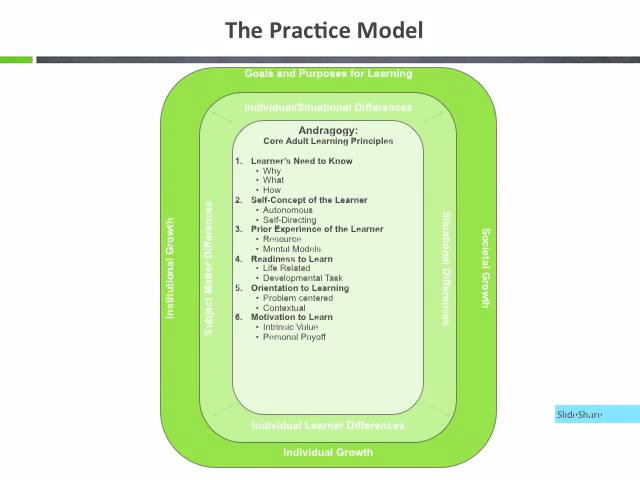 The Practice Model
Goals and Purposes for Learning
Individual/Situational Differences
Andragogy:
Core Adult Learning Principles
1. Learner's Need to Know
• Why
• What
• How
2. Self-Concept of the Learner
• Autonomous
• Self-Directing
3. Prior Experience of the Learner
• Resource
• Mental Models
4. Readiness to Learn
• Life Related
• Developmental Task
5. Orientation to Learning
• Problem centered
• Contextual
6. Motivation to Learn
• Intrinsic Value
• Personal Payoff
Institutional Growth
Subject Matter Differences
Situational Differences
Societal Growth
Individual Learner Differences
Individual Growth
SlideShare